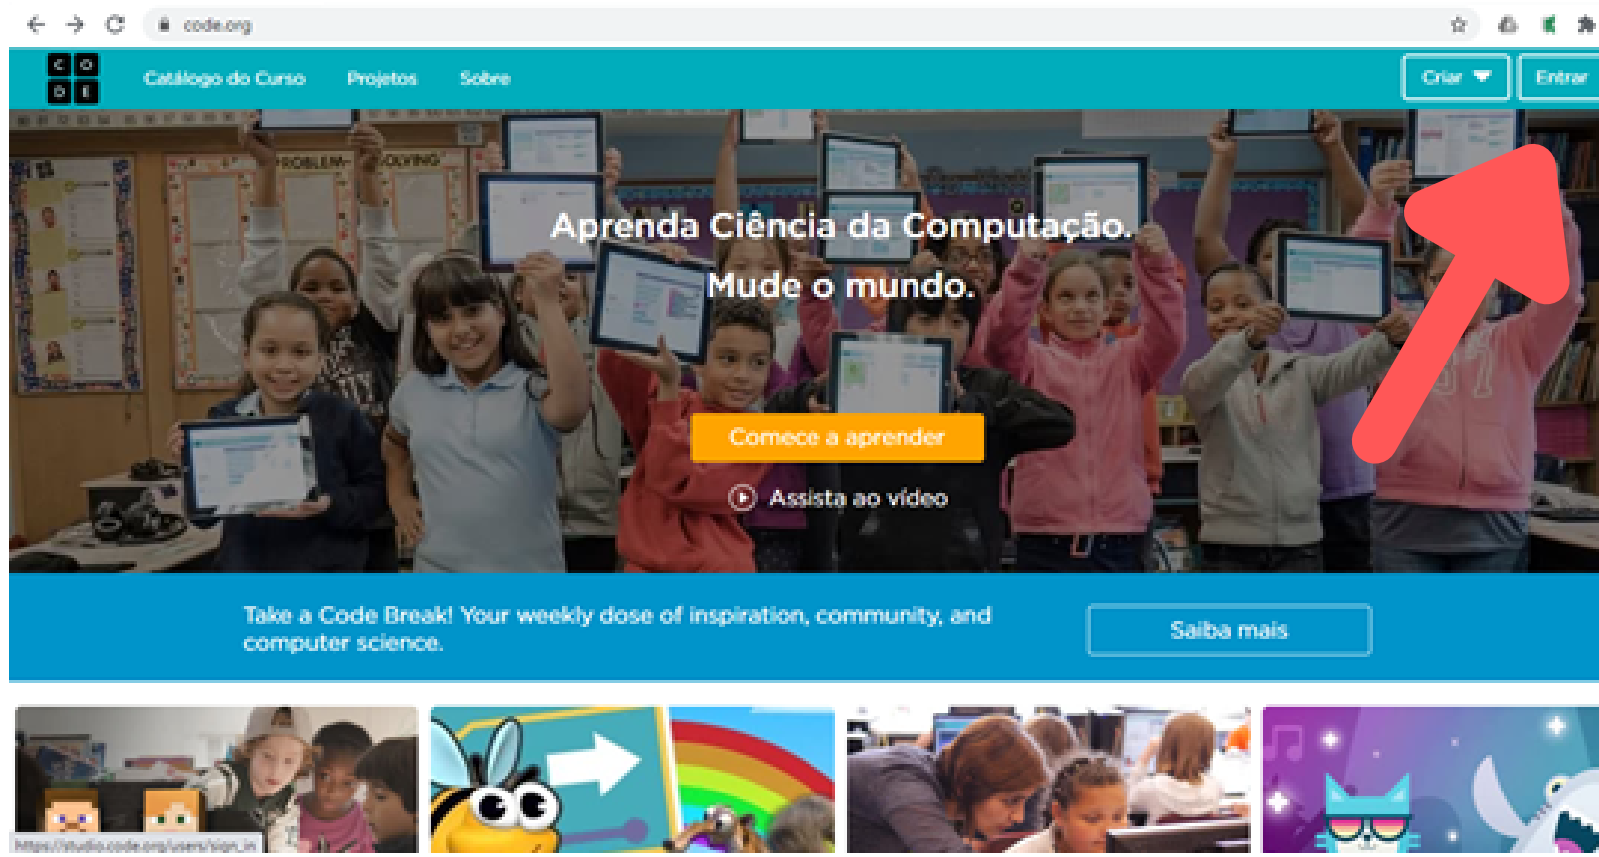 code.org
C O
D E
Catálogo do Curso Projetos Sobre Criar Entrar
PROBLEM-SOLVING
Aprenda Ciência da Computação.
Mude o mundo.
Comece a aprender
Assista ao vídeo
Take a Code Break! Your weekly dose of inspiration, community, and
computer science.
Saiba mais
https://studio.code.org/users/sign_in